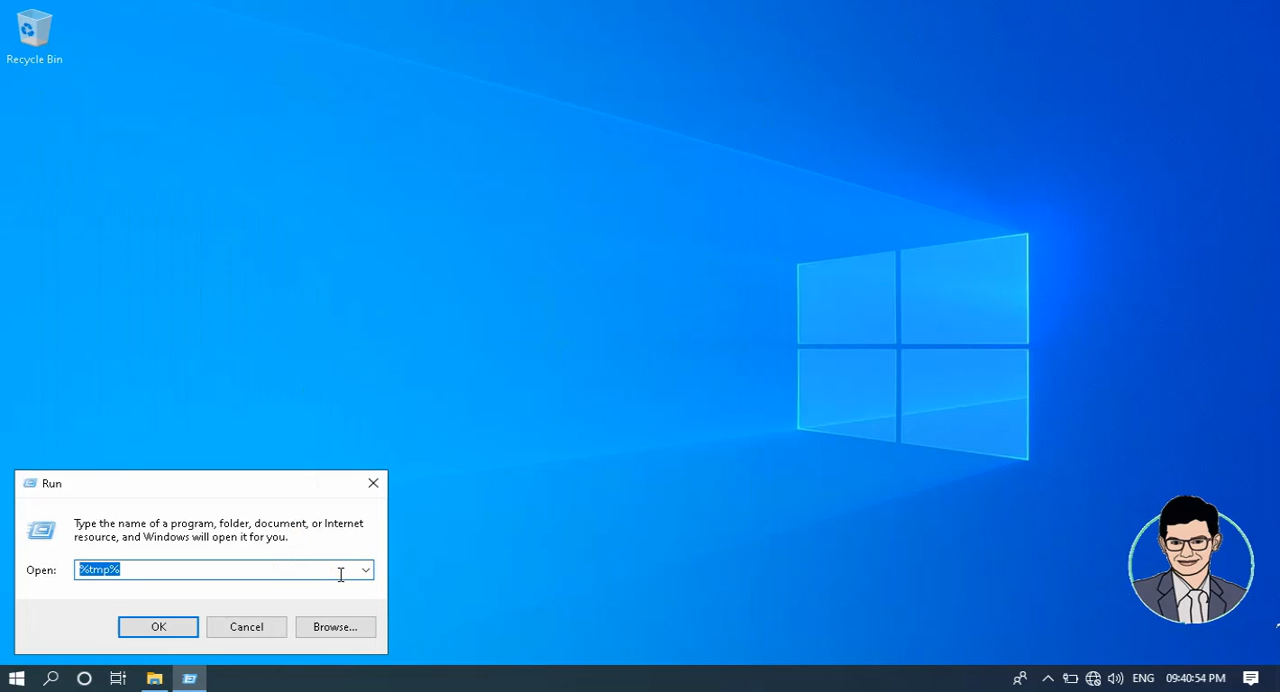 Recycle Bin
Run
Type the name of a program, folder, document, or Internet
resource, and Windows will open it for you.
Open: %tmp%
OK Cancel Browse...
ENG 09:40:54 PM